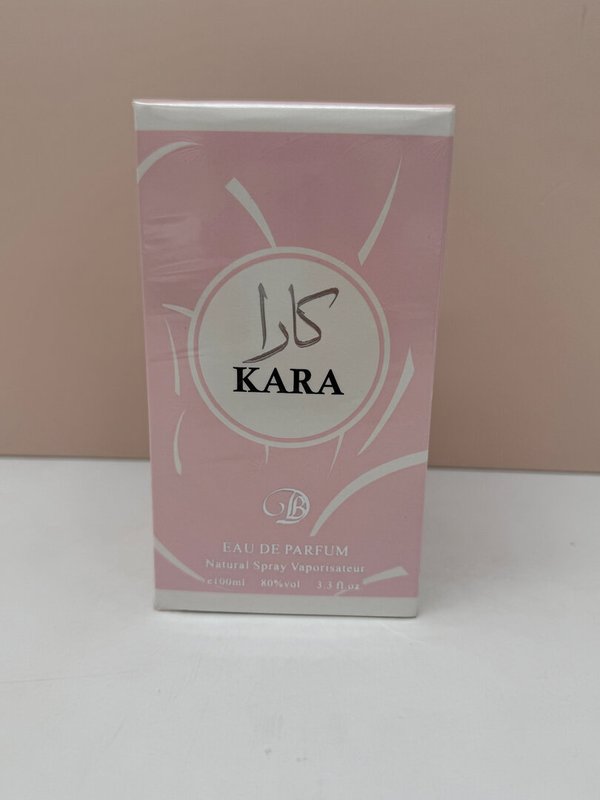 كارا
KARA
EAU DE PARFUM
Natural Spray Vaporisateur
e100ml 80%vol 3.3 fl.oz